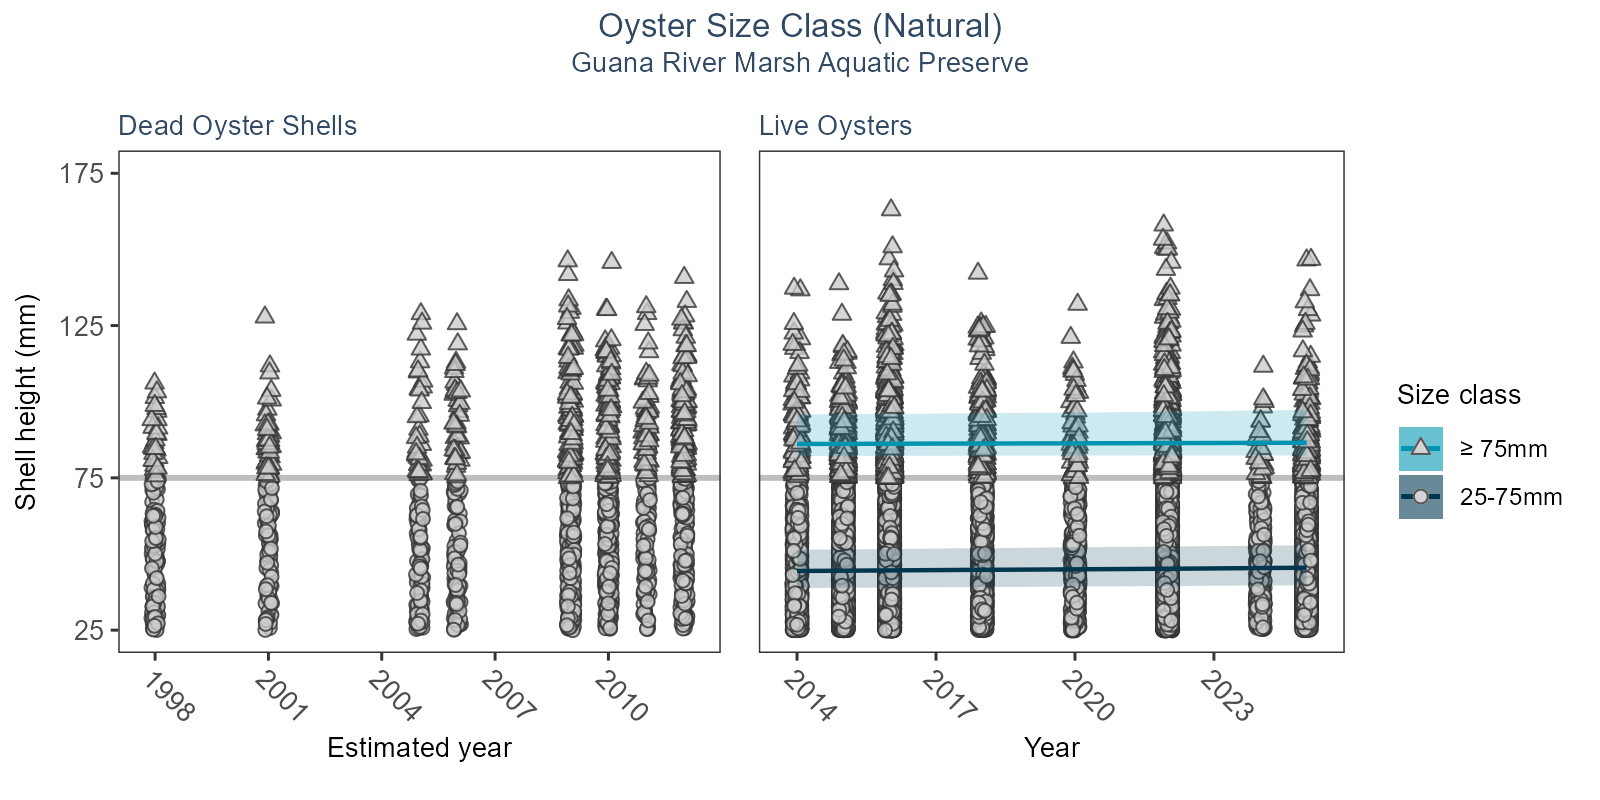 Oyster Size Class (Natural)
Guana River Marsh Aquatic Preserve
Dead Oyster Shells
Live Oysters
Shell height (mm)
175
125
75
25
1998
2001
2004
2007
2010
2014
2017
2020
2023
Estimated year
Year
Size class
≥ 75mm
25-75mm